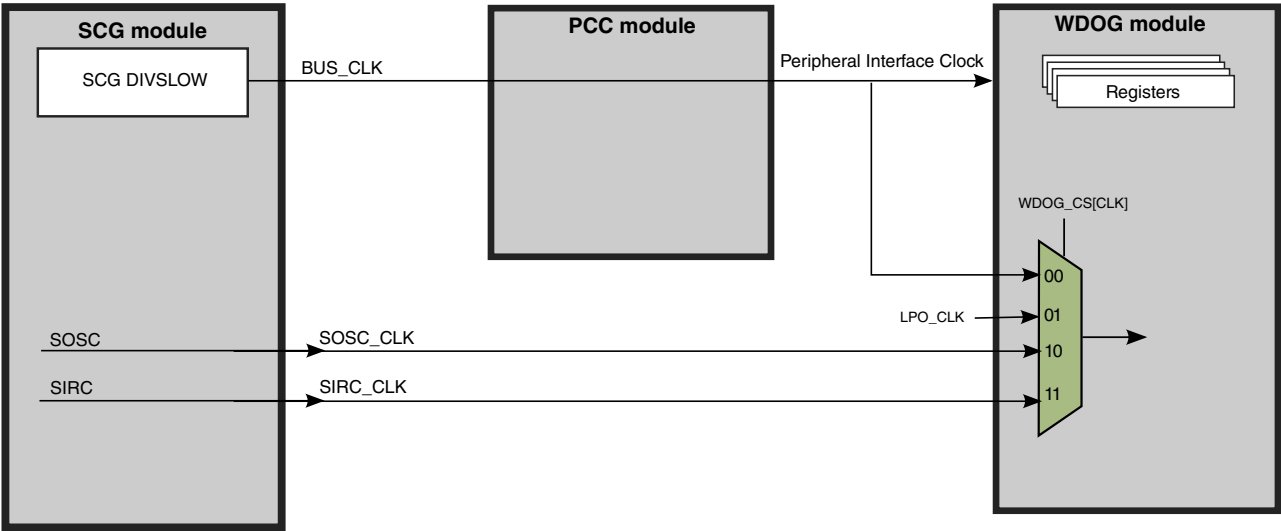 SCG module
PCC module
WDOG module
SCG DIVSLOW
BUS_CLK
Peripheral Interface Clock
Registers
WDOG_CS[CLK]
00
LPO_CLK
01
SOSC
SOSC_CLK
10
SIRC
SIRC_CLK
11